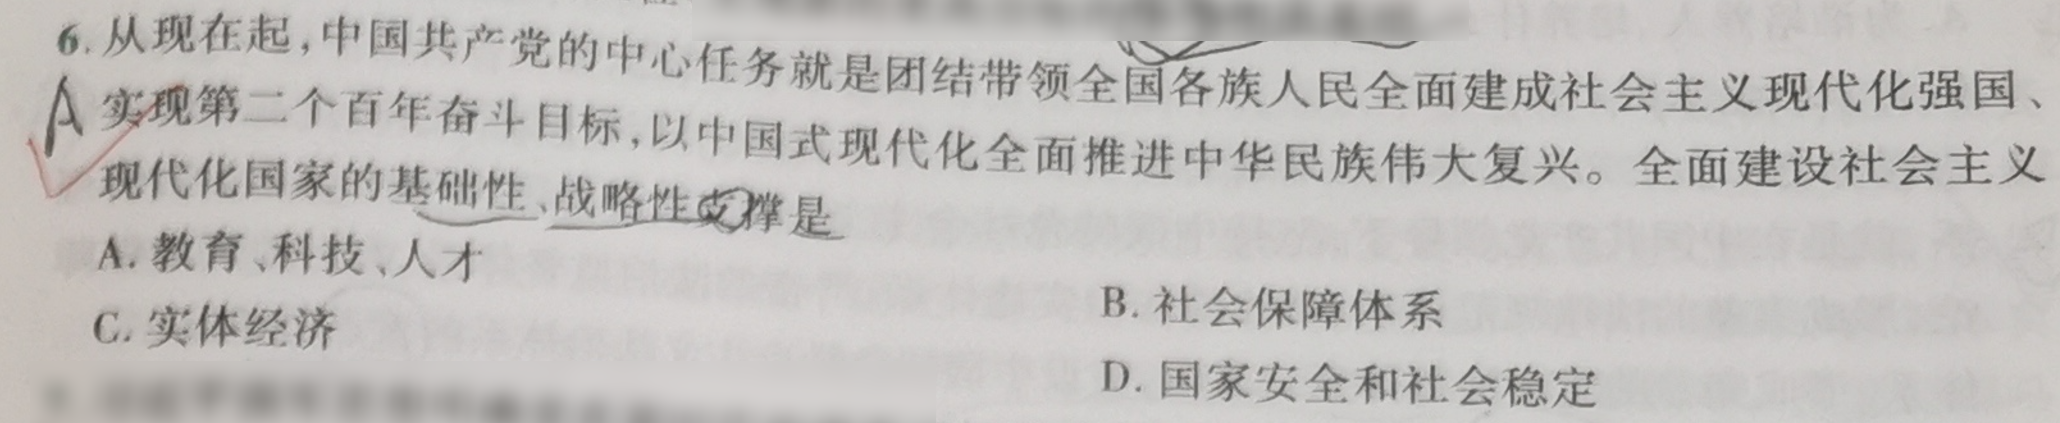 6.从现在起,中国共产党的中心任务就是团结带领全国各族人民全面建成社会主义现代化强国、
A 实现第二个百年奋斗目标,以中国式现代化全面推进中华民族伟大复兴。全面建设社会主义
现代化国家的基础性、战略性支撑是
A. 教育、科技、人才
B. 社会保障体系
C. 实体经济
D. 国家安全和社会稳定